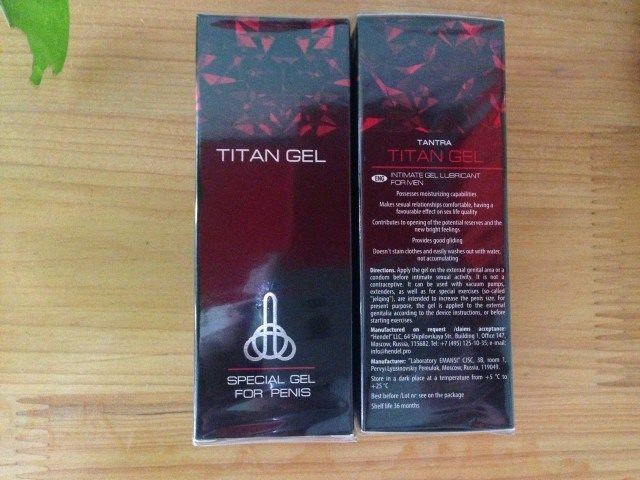 TITAN GEL
SPECIAL GEL
FOR PENIS
TANTRA
TITAN GEL
ENG
INTIMATE GEL LUBRICANT
FOR MEN
Possesses moisturizing capabilities
Makes sexual relationships comfortable, having a
favourable effect on sex life quality
Contributes to opening of the potential reserves and the
new bright feelings
Provides good gliding
Doesn't stain clothes and easily washes out with water,
not accumulating
Directions. Apply the gel on the external genital area or a
condom before intimate sexual activity. It is not a
contraceptive. It can be used with vacuum pumps,
extenders, as well as for special exercises (so-called
"jelqing"), are intended to increase the penis size. For
present purpose, the gel is applied to the external
genitalia according to the device instructions, or before
starting exercises.
Manufactured on request /claims acceptance:
"Hendel" LLC, 64 Shipilovskaya Str., Building 1, Office 147,
Moscow, Russia, 115682. Tel: +7 (495) 125-10-35; e-mail:
info@hendel.pro
Manufacturer: "Laboratory EMANSI" CJSC, 3B, room 1,
Pervyi Lyusinovskiy Pereulok, Moscow, Russia, 119049.
Store in a dark place at a temperature from +5 °C to
+25 °C
Best before /Lot nr: see on the package
Shelf life 36 months